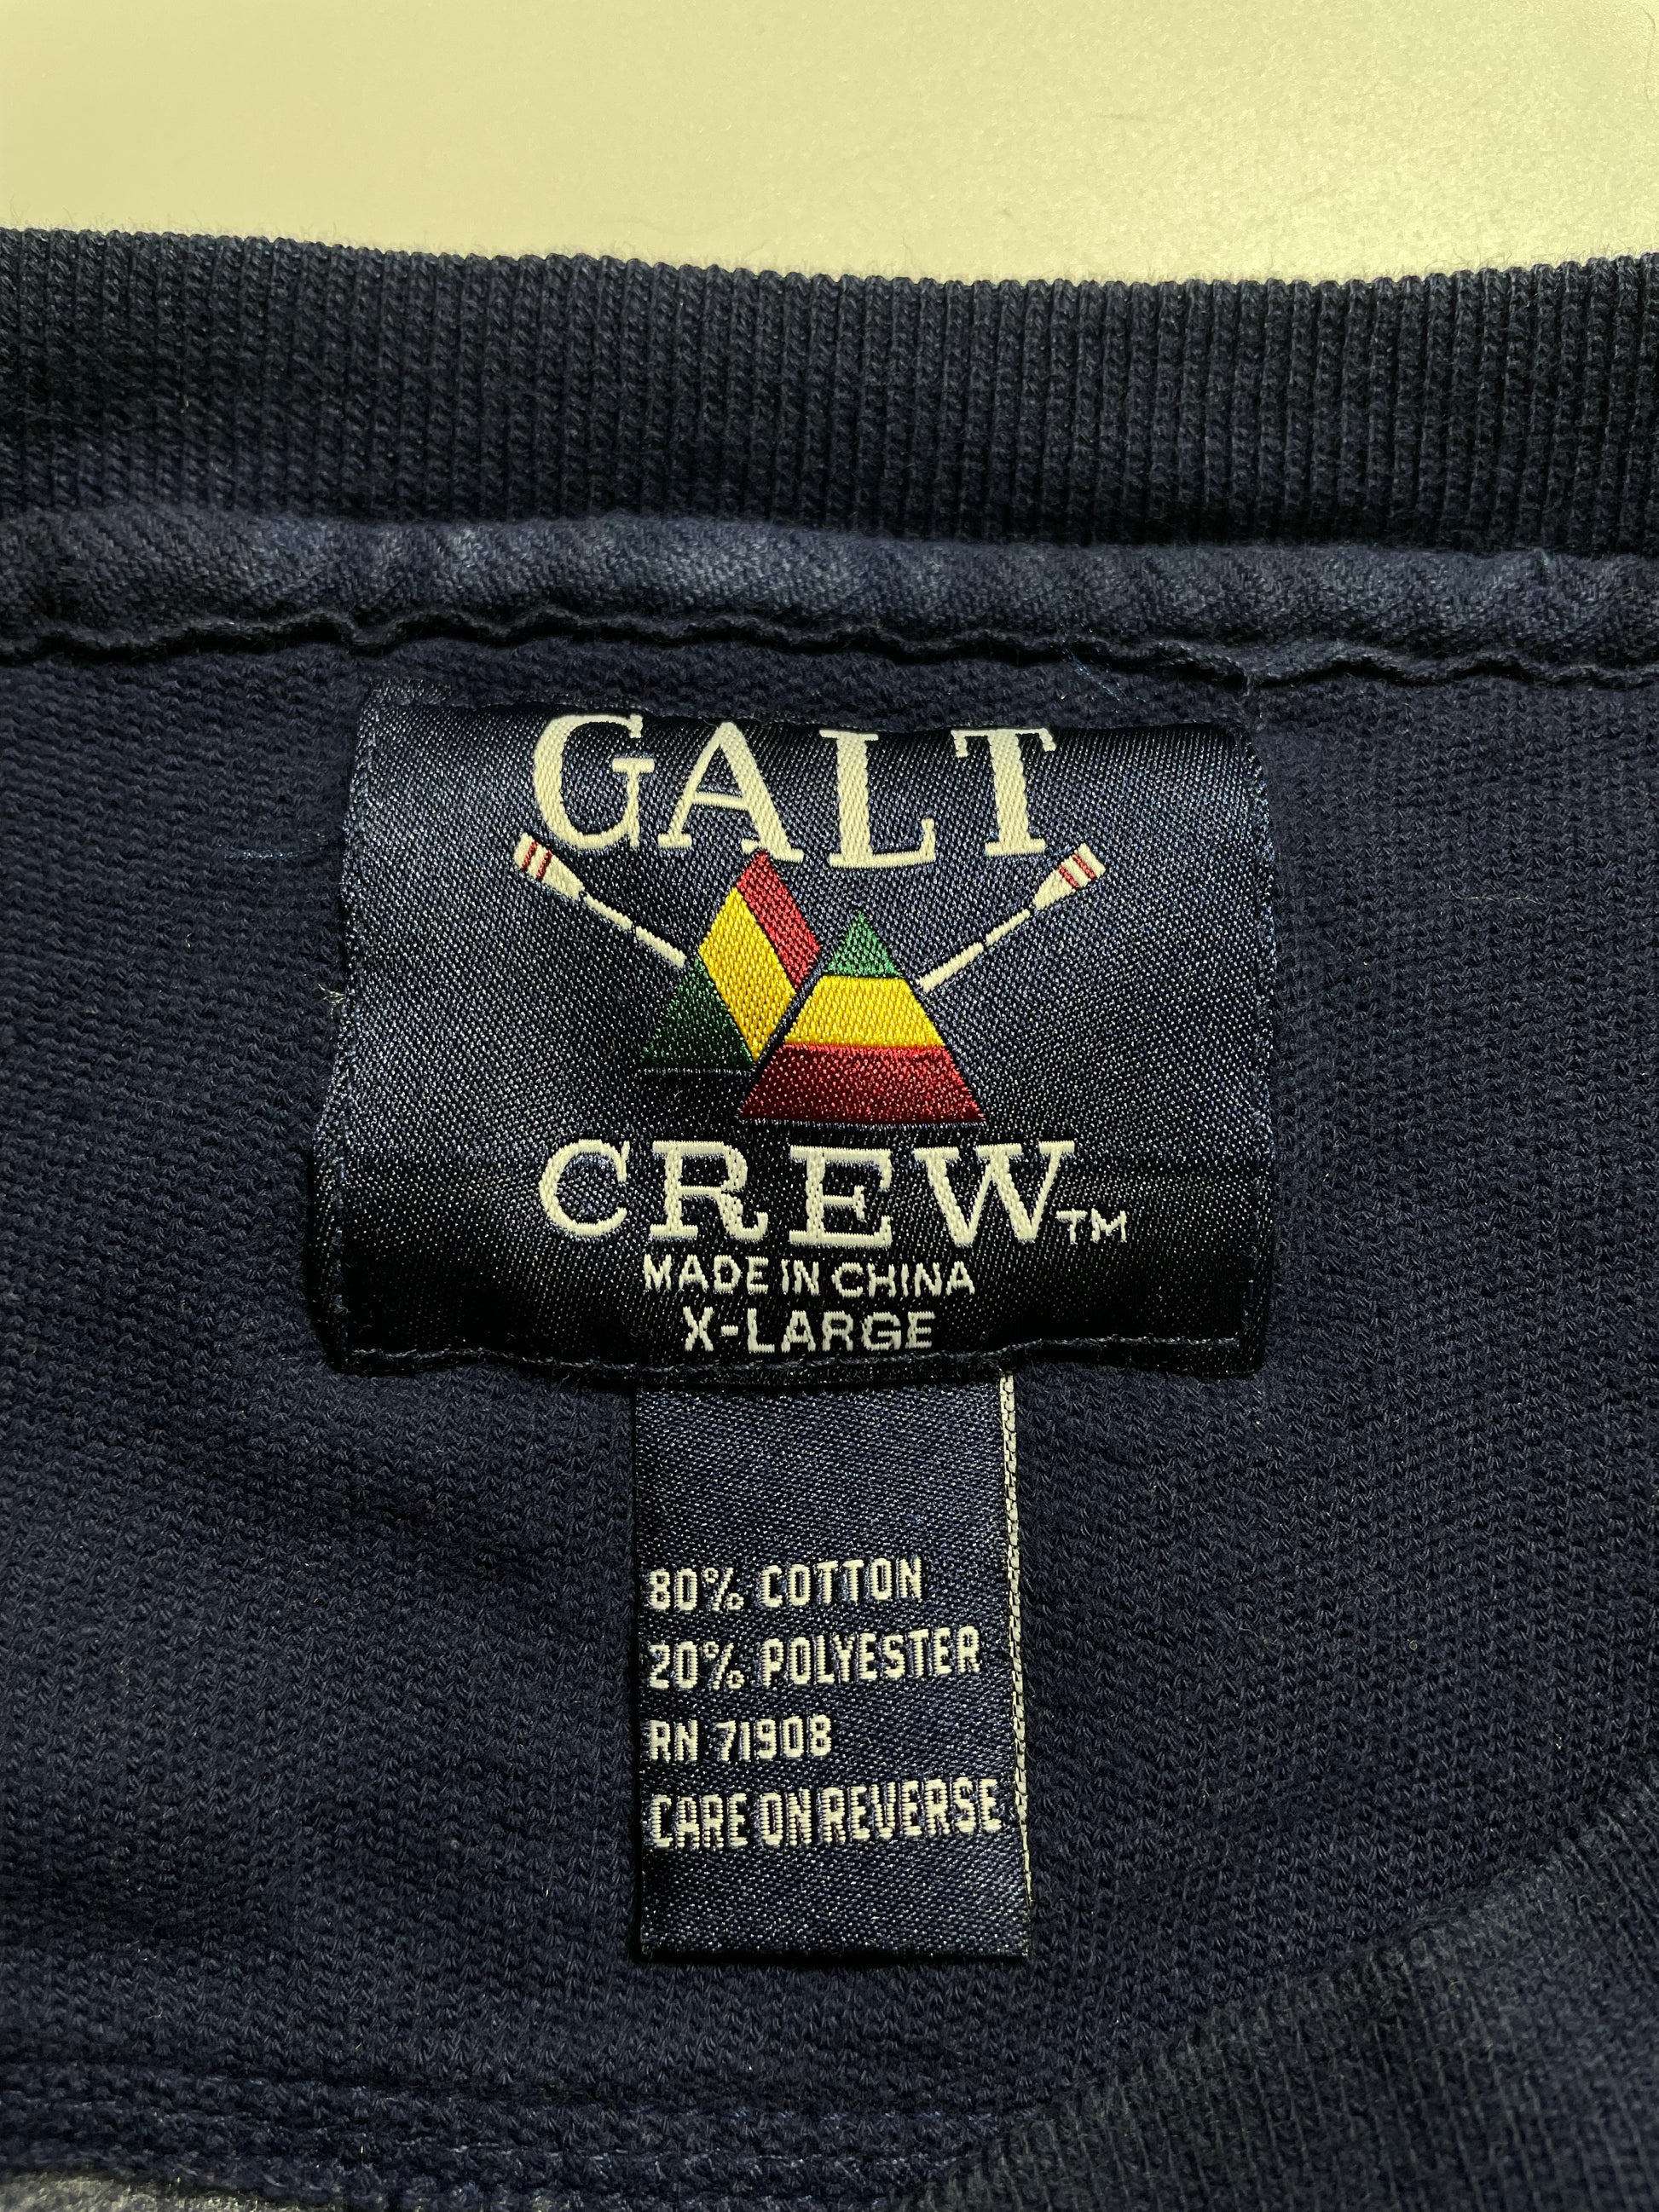 GALT
CREW™
MADE IN CHINA
X-LARGE
80% COTTON
20% POLYESTER
RN 71908
CARE ON REVERSE